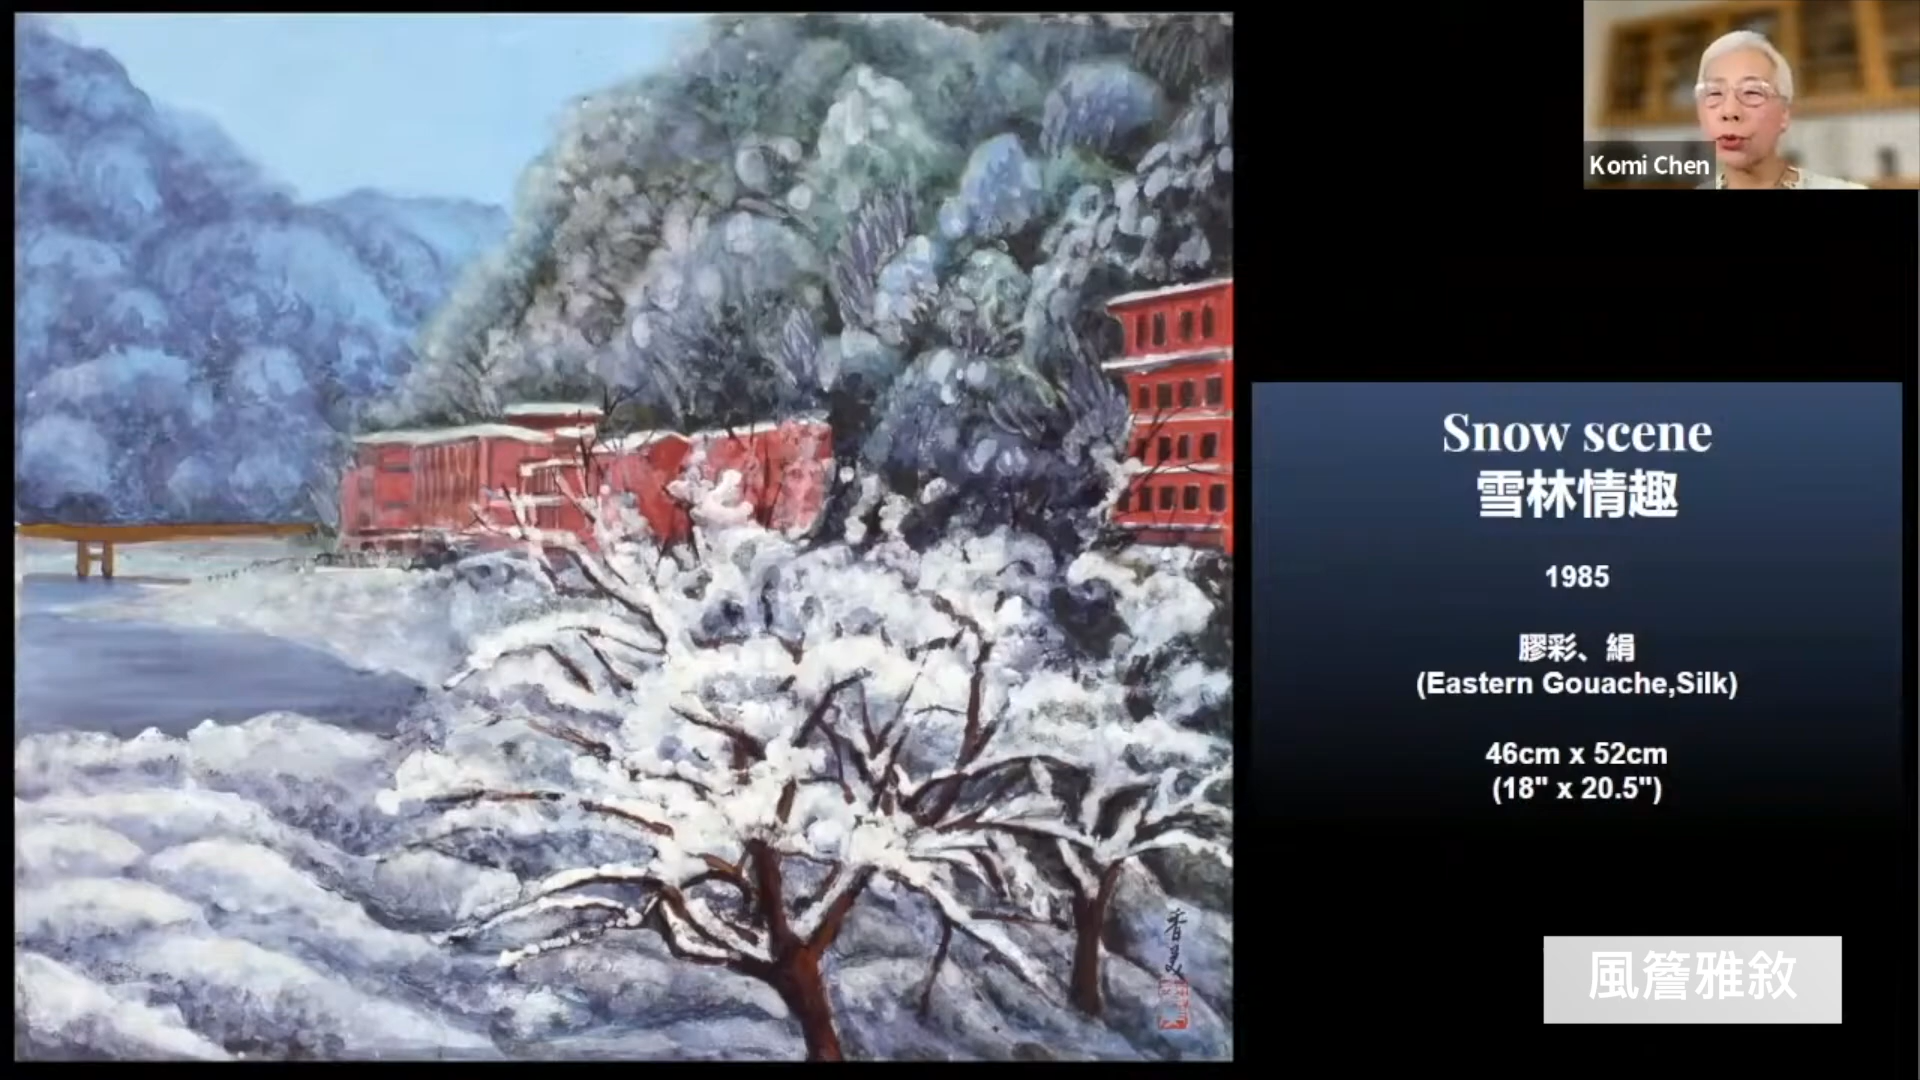 Komi Chen
Snow scene
雪林情趣
1985
膠彩、絹
(Eastern Gouache,Silk)
46cm x 52cm
(18" x 20.5")
香美
風簷雅敘